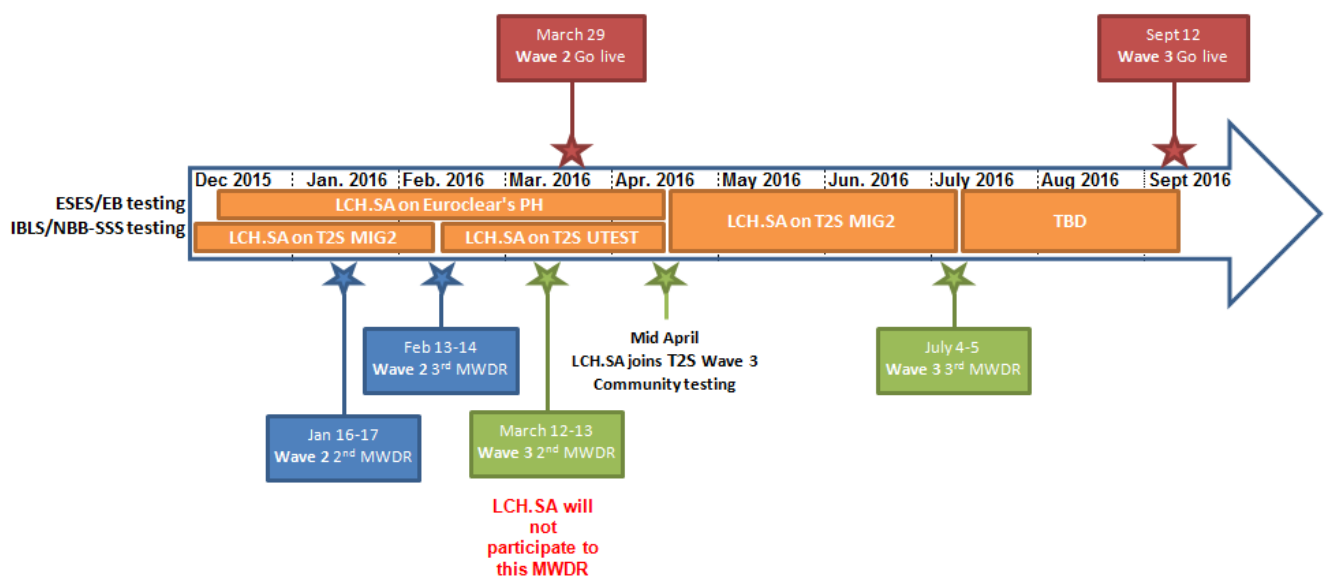 March 29
Wave 2 Go live
Sept 12
Wave 3 Go live
Dec 2015
Jan. 2016
Feb. 2016
Mar. 2016
Apr. 2016
May 2016
Jun. 2016
July 2016
Aug 2016
Sept 2016
ESES/EB testing
IBLS/NBB-SSS testing
LCH.SA on Euroclear's PH
LCH.SA on T2S MIG2
LCH.SA on T2S UTEST
LCH.SA on T2S MIG2
TBD
Feb 13-14
Wave 2 3rd MWDR
Mid April
LCH.SA joins T2S Wave 3
Community testing
July 4-5
Wave 3 3rd MWDR
Jan 16-17
Wave 2 2nd MWDR
March 12-13
Wave 3 2nd MWDR
LCH.SA will
not
participate to
this MWDR